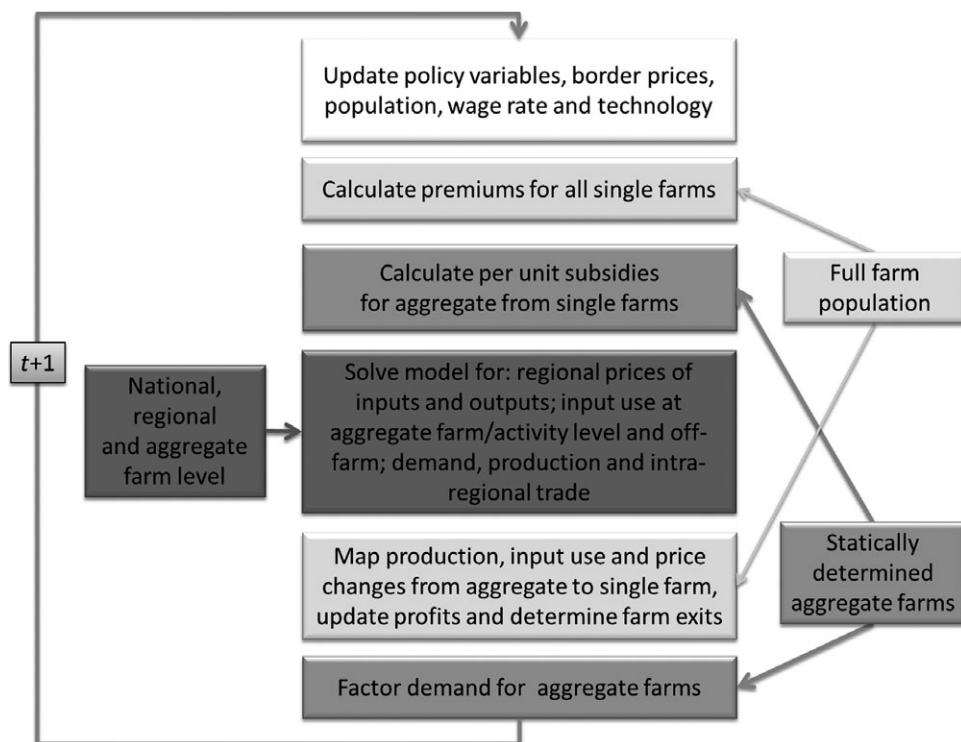 Update policy variables, border prices,
population, wage rate and technology
Calculate premiums for all single farms
Calculate per unit subsidies
for aggregate from single farms
Full farm
population
t+1
National,
regional
and aggregate
farm level
Solve model for: regional prices of
inputs and outputs; input use at
aggregate farm/activity level and off-
farm; demand, production and intra-
regional trade
Map production, input use and price
changes from aggregate to single farm,
update profits and determine farm exits
Statically
determined
aggregate farms
Factor demand for aggregate farms